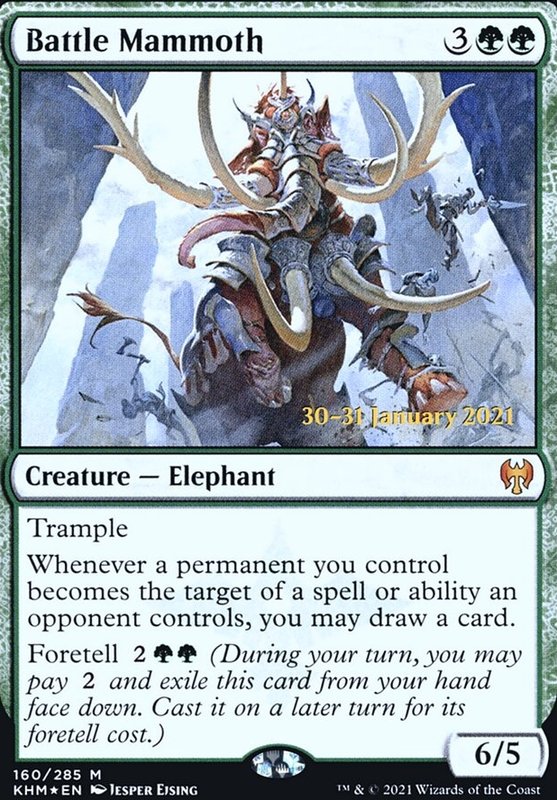 Battle Mammoth 3
30-31 January 2021
Creature — Elephant
Trample
Whenever a permanent you control
becomes the target of a spell or ability an
opponent controls, you may draw a card.
Foretell 2 (During your turn, you may
pay 2 and exile this card from your hand
face down. Cast it on a later turn for its
foretell cost.)
6/5
160/285 M
KHM★EN Jesper Ejsing
™ & © 2021 Wizards of the Coast